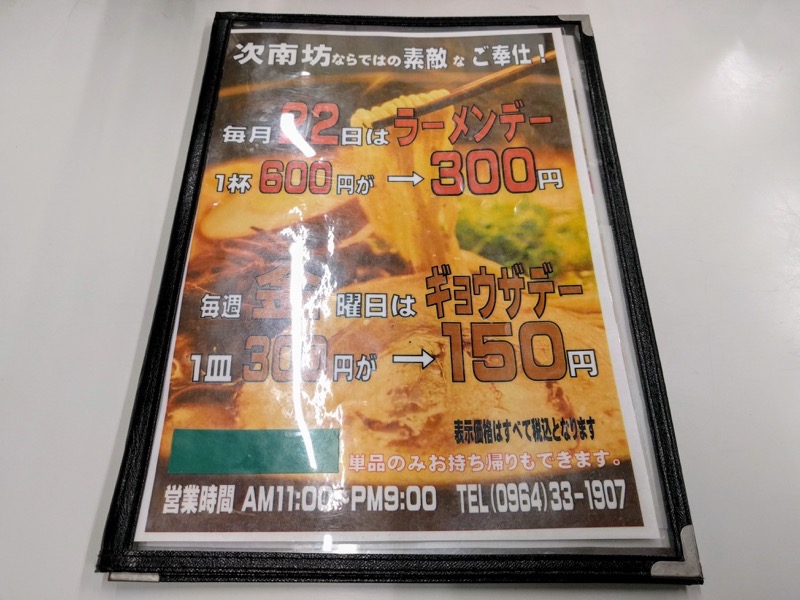 次南坊ならではの素敵なご奉仕！
毎月22日はラーメンデー
1杯600円が→300円
毎週金曜日はギョウザデー
1皿300円が→150円
表示価格はすべて税込となります
単品のみお持ち帰りもできます。
営業時間 AM11:00～PM9:00 TEL(0964)33-1907